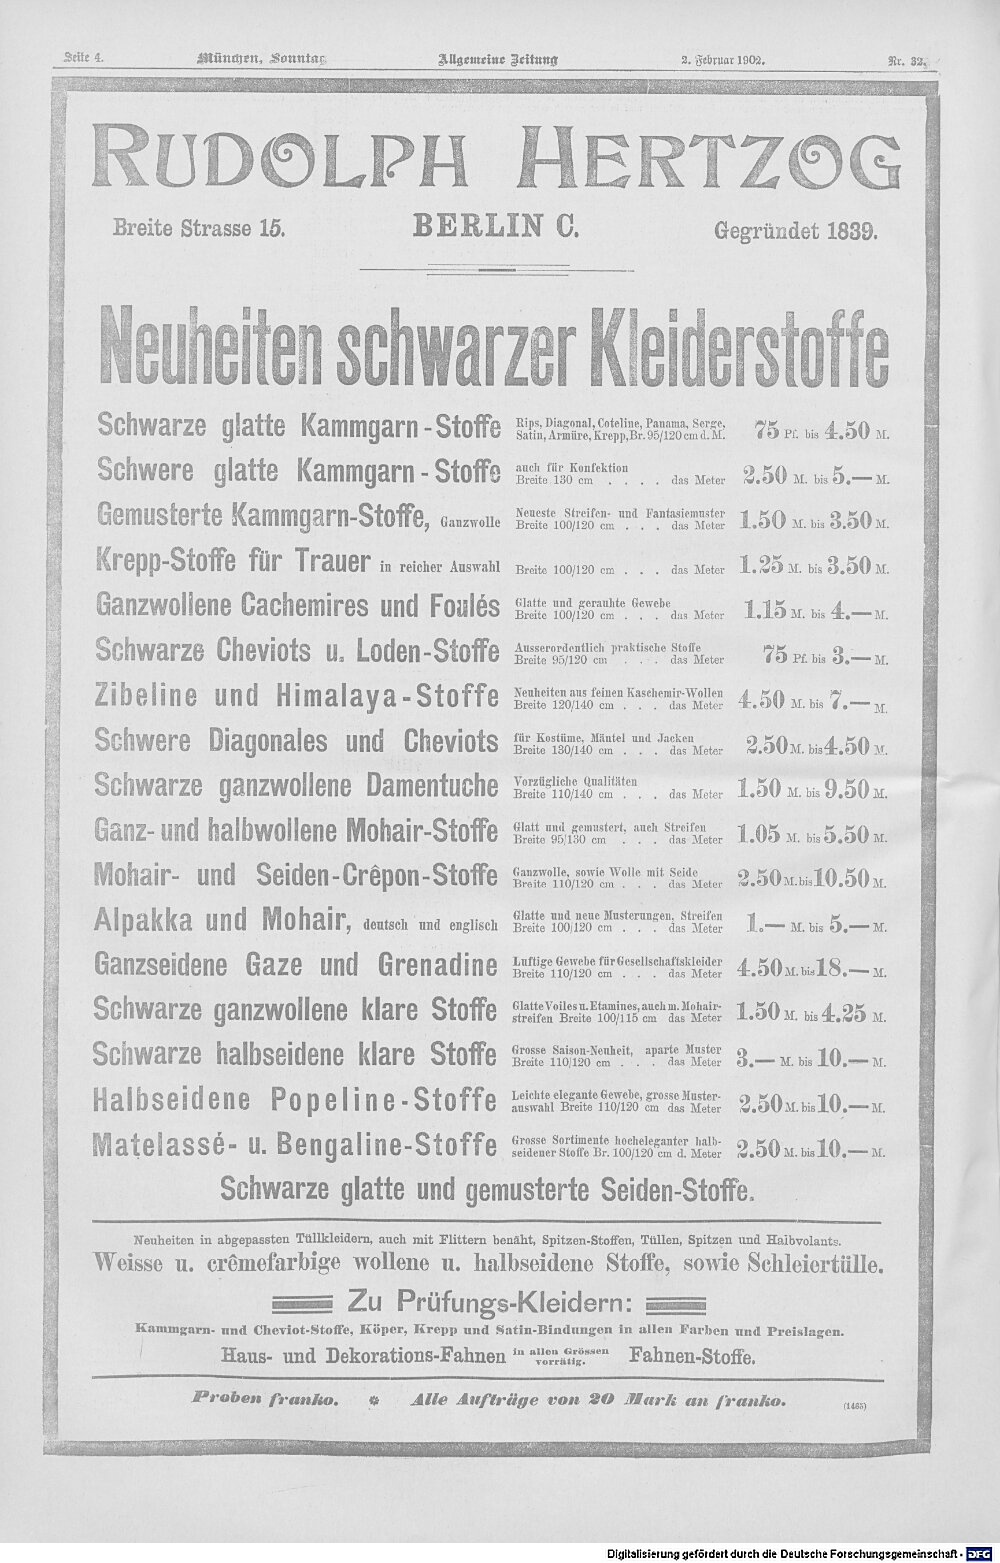 Seite 4. München, Sonntag Allgemeine Zeitung 2. Februar 1902. Nr. 32.
RUDOLPH HERTZOG
Breite Strasse 15. BERLIN C. Gegründet 1839.
Neuheiten schwarzer Kleiderstoffe
Schwarze glatte Kammgarn-Stoffe Rips, Diagonal, Coteline, Panama, Serge,
Satin, Armüre, Krepp, Br. 95/120 cm d. M. 75 Pf. bis 4.50 M.
Schwere glatte Kammgarn-Stoffe auch für Konfektion
Breite 130 cm . . . . das Meter 2.50 M. bis 5.— M.
Gemusterte Kammgarn-Stoffe, Ganzwolle Neueste Streifen- und Fantasiemuster
Breite 100/120 cm . . . das Meter 1.50 M. bis 3.50 M.
Krepp-Stoffe für Trauer in reicher Auswahl Breite 100/120 cm . . . das Meter 1.25 M. bis 3.50 M.
Ganzwollene Cachemires und Foulés Glatte und gerauhte Gewebe
Breite 100/120 cm . . . das Meter 1.15 M. bis 4.— M.
Schwarze Cheviots u. Loden-Stoffe Ausserordentlich praktische Stoffe
Breite 95/120 cm . . . das Meter 75 Pf. bis 3.— M.
Zibeline und Himalaya-Stoffe Neuheiten aus feinen Kaschemir-Wollen
Breite 120/140 cm . . . das Meter 4.50 M. bis 7.— M.
Schwere Diagonales und Cheviots für Kostüme, Mäntel und Jacken
Breite 130/140 cm . . . das Meter 2.50 M. bis 4.50 M.
Schwarze ganzwollene Damentuche Vorzügliche Qualitäten
Breite 110/140 cm . . . das Meter 1.50 M. bis 9.50 M.
Ganz- und halbwollene Mohair-Stoffe Glatt und gemustert, auch Streifen
Breite 95/130 cm . . . das Meter 1.05 M. bis 5.50 M.
Mohair- und Seiden-Crêpon-Stoffe Ganzwolle, sowie Wolle mit Seide
Breite 110/120 cm . . . das Meter 2.50 M. bis 10.50 M.
Alpakka und Mohair, deutsch und englisch Glatte und neue Musterungen, Streifen
Breite 100/120 cm . . . das Meter 1.— M. bis 5.— M.
Ganzseidene Gaze und Grenadine Luftige Gewebe für Gesellschaftskleider
Breite 110/120 cm . . . das Meter 4.50 M. bis 18.— M.
Schwarze ganzwollene klare Stoffe Glatte Voiles u. Etamines, auch m. Mohair-
streifen Breite 100/115 cm das Meter 1.50 M. bis 4.25 M.
Schwarze halbseidene klare Stoffe Grosse Saison-Neuheit, aparte Muster
Breite 110/120 cm . . . das Meter 3.— M. bis 10.— M.
Halbseidene Popeline-Stoffe Leichte elegante Gewebe, grosse Muster-
auswahl Breite 110/120 cm das Meter 2.50 M. bis 10.— M.
Matelassé- u. Bengaline-Stoffe Grosse Sortimente hocheleganter halb-
seidener Stoffe Br. 100/120 cm d. Meter 2.50 M. bis 10.— M.
Schwarze glatte und gemusterte Seiden-Stoffe.
Neuheiten in abgepassten Tüllkleidern, auch mit Flittern benäht, Spitzen-Stoffen, Tüllen, Spitzen und Halbvolants.
Weisse u. crêmefarbige wollene u. halbseidene Stoffe, sowie Schleiertülle.
Zu Prüfungs-Kleidern:
Kammgarn- und Cheviot-Stoffe, Köper, Krepp und Satin-Bindungen in allen Farben und Preislagen.
Haus- und Dekorations-Fahnen in allen Grössen vorrätig. Fahnen-Stoffe.
Proben franko. * Alle Aufträge von 20 Mark an franko. (1465)
Digitalisierung gefördert durch die Deutsche Forschungsgemeinschaft - DFG